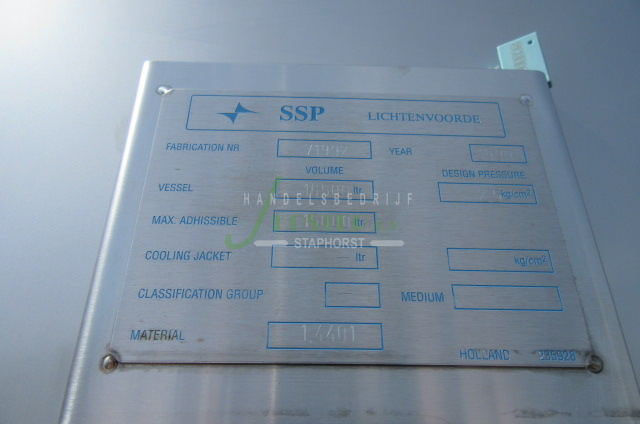 SSP LICHTENVOORDE
FABRICATION NR YEAR
VOLUME DESIGN PRESSURE
VESSEL ltr. kg/cm²
HANDELSBEDRIJF
MAX. ADHISSIBLE ltr.
STAPHORST
COOLING JACKET ltr kg/cm²
CLASSIFICATION GROUP MEDIUM
MATERIAL 1.4401
HOLLAND